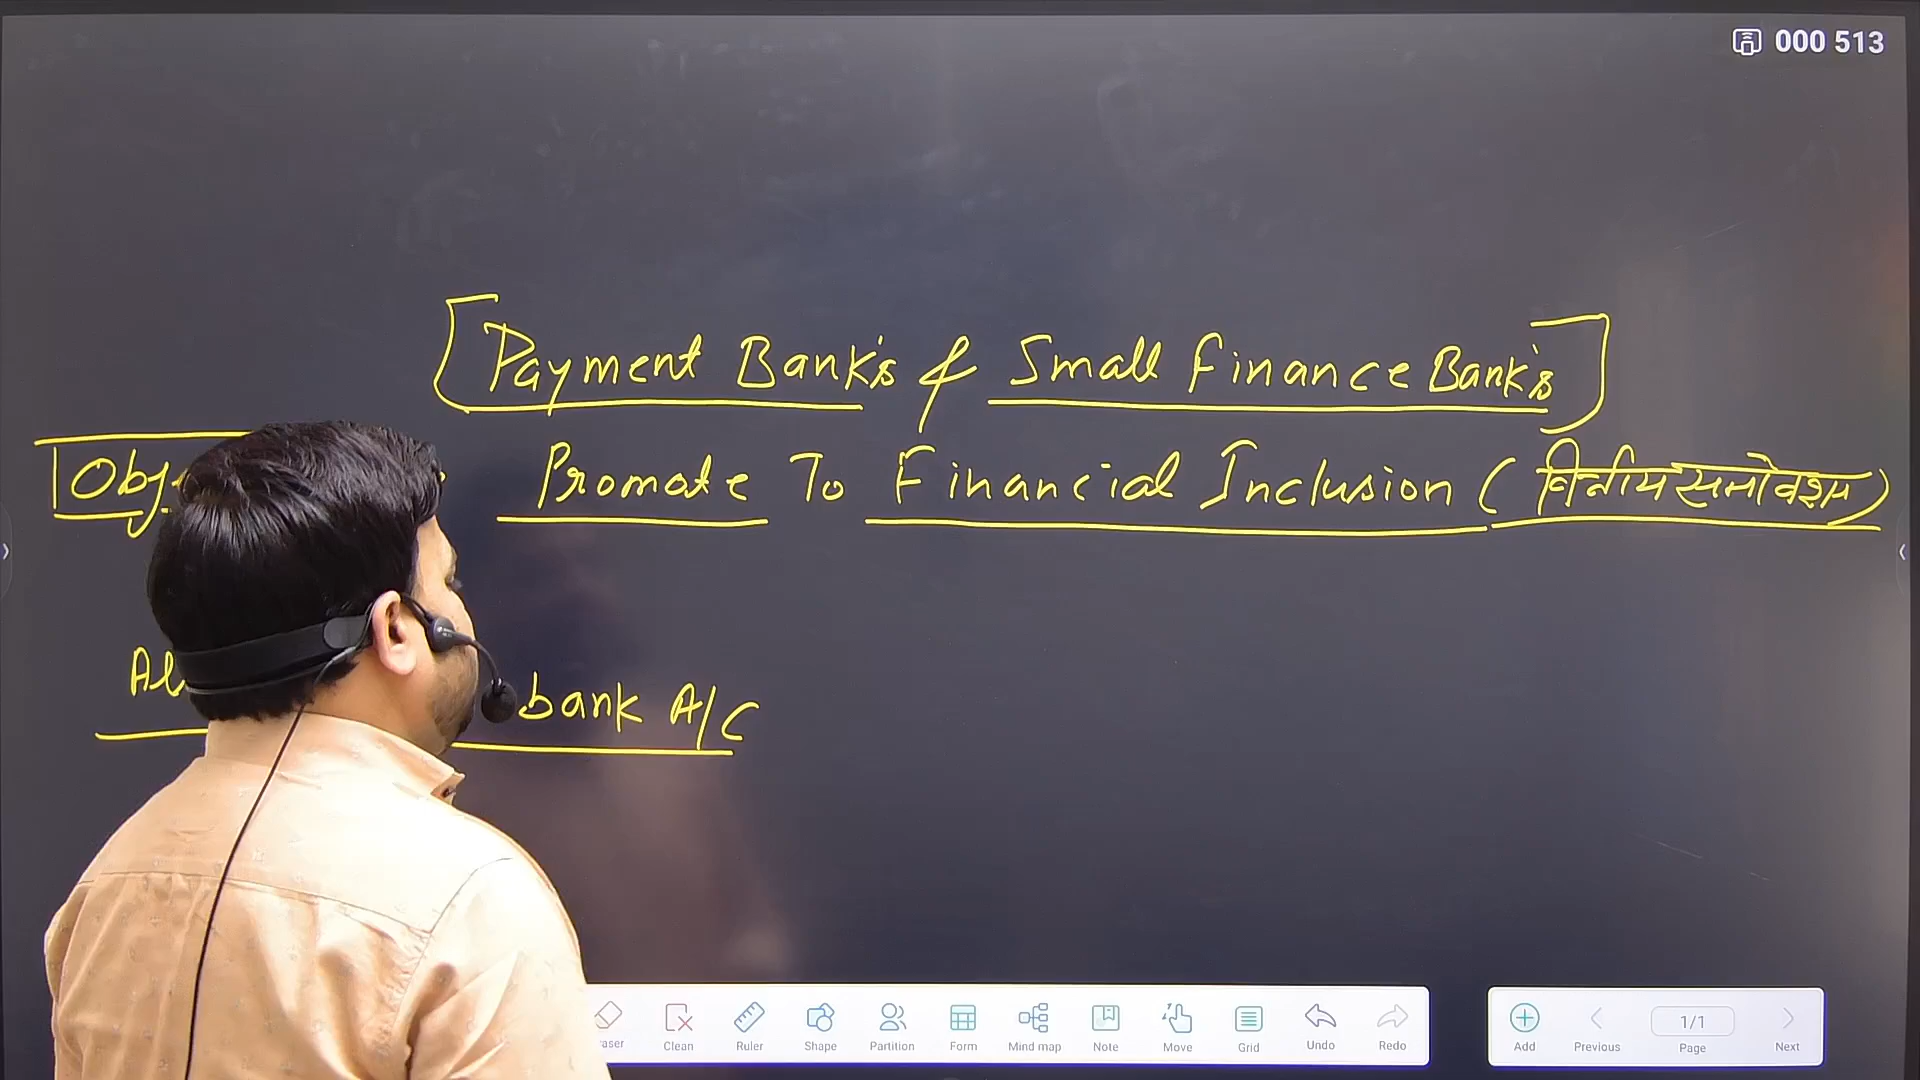 000 513
[Payment Bank's & Small Finance Bank's]
Promote To Financial Inclusion (वित्तीय समावेशन)
bank A/C
Clean Ruler Shape Partition Form Mind map Note Move Grid Undo Redo
Add Previous 1/1 Page Next